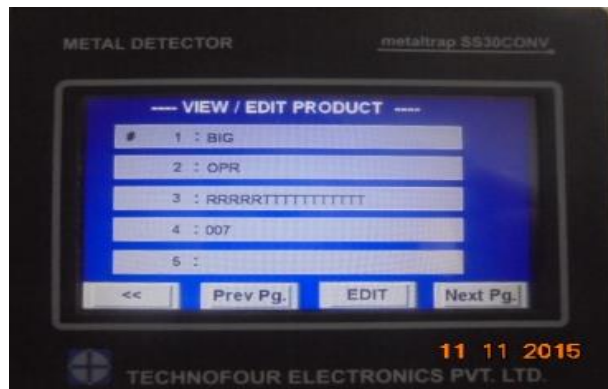 METAL DETECTOR metaltrap SS30CONV
---- VIEW / EDIT PRODUCT ----
# 1 : BIG
2 : OPR
3 : RRRRRTTTTTTTTTTTT
4 : 007
5 :
<< Prev Pg. EDIT Next Pg.
11 11 2015
TECHNOFOUR ELECTRONICS PVT. LTD.